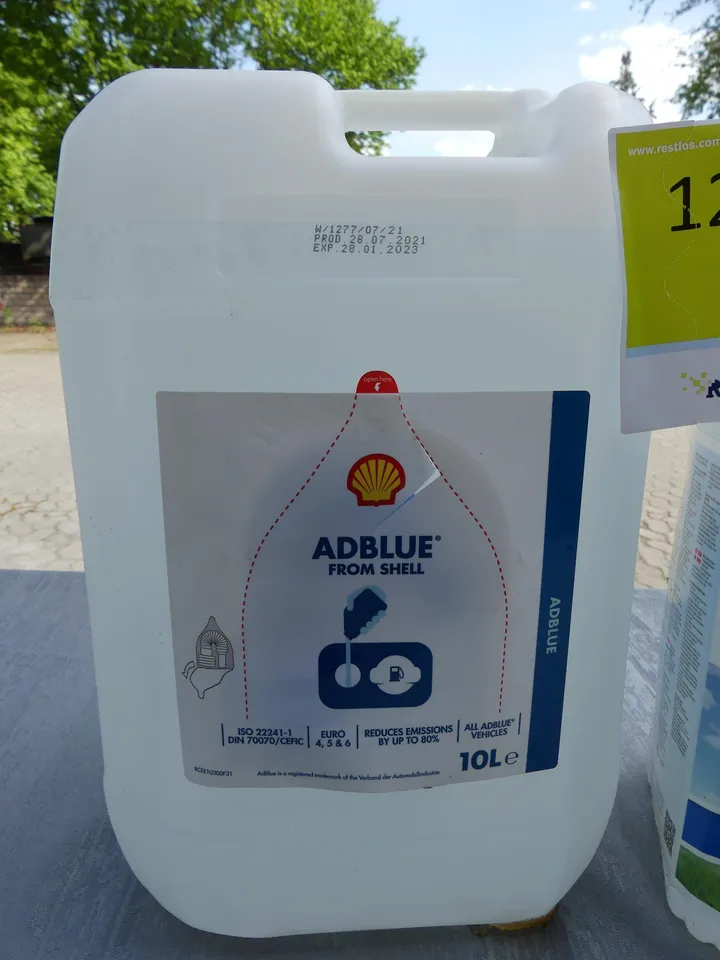 W/1277/07/21
PROD.28.07.2021
EXP.28.01.2023
www.restlos.com
12
open here
ADBLUE®
FROM SHELL
ADBLUE
ISO 22241-1
DIN 70070/CEFIC
EURO
4, 5 & 6
REDUCES EMISSIONS
BY UP TO 80%
ALL ADBLUE®
VEHICLES
10L e
AdBlue is a registered trademark of the Verband der Automobilindustrie